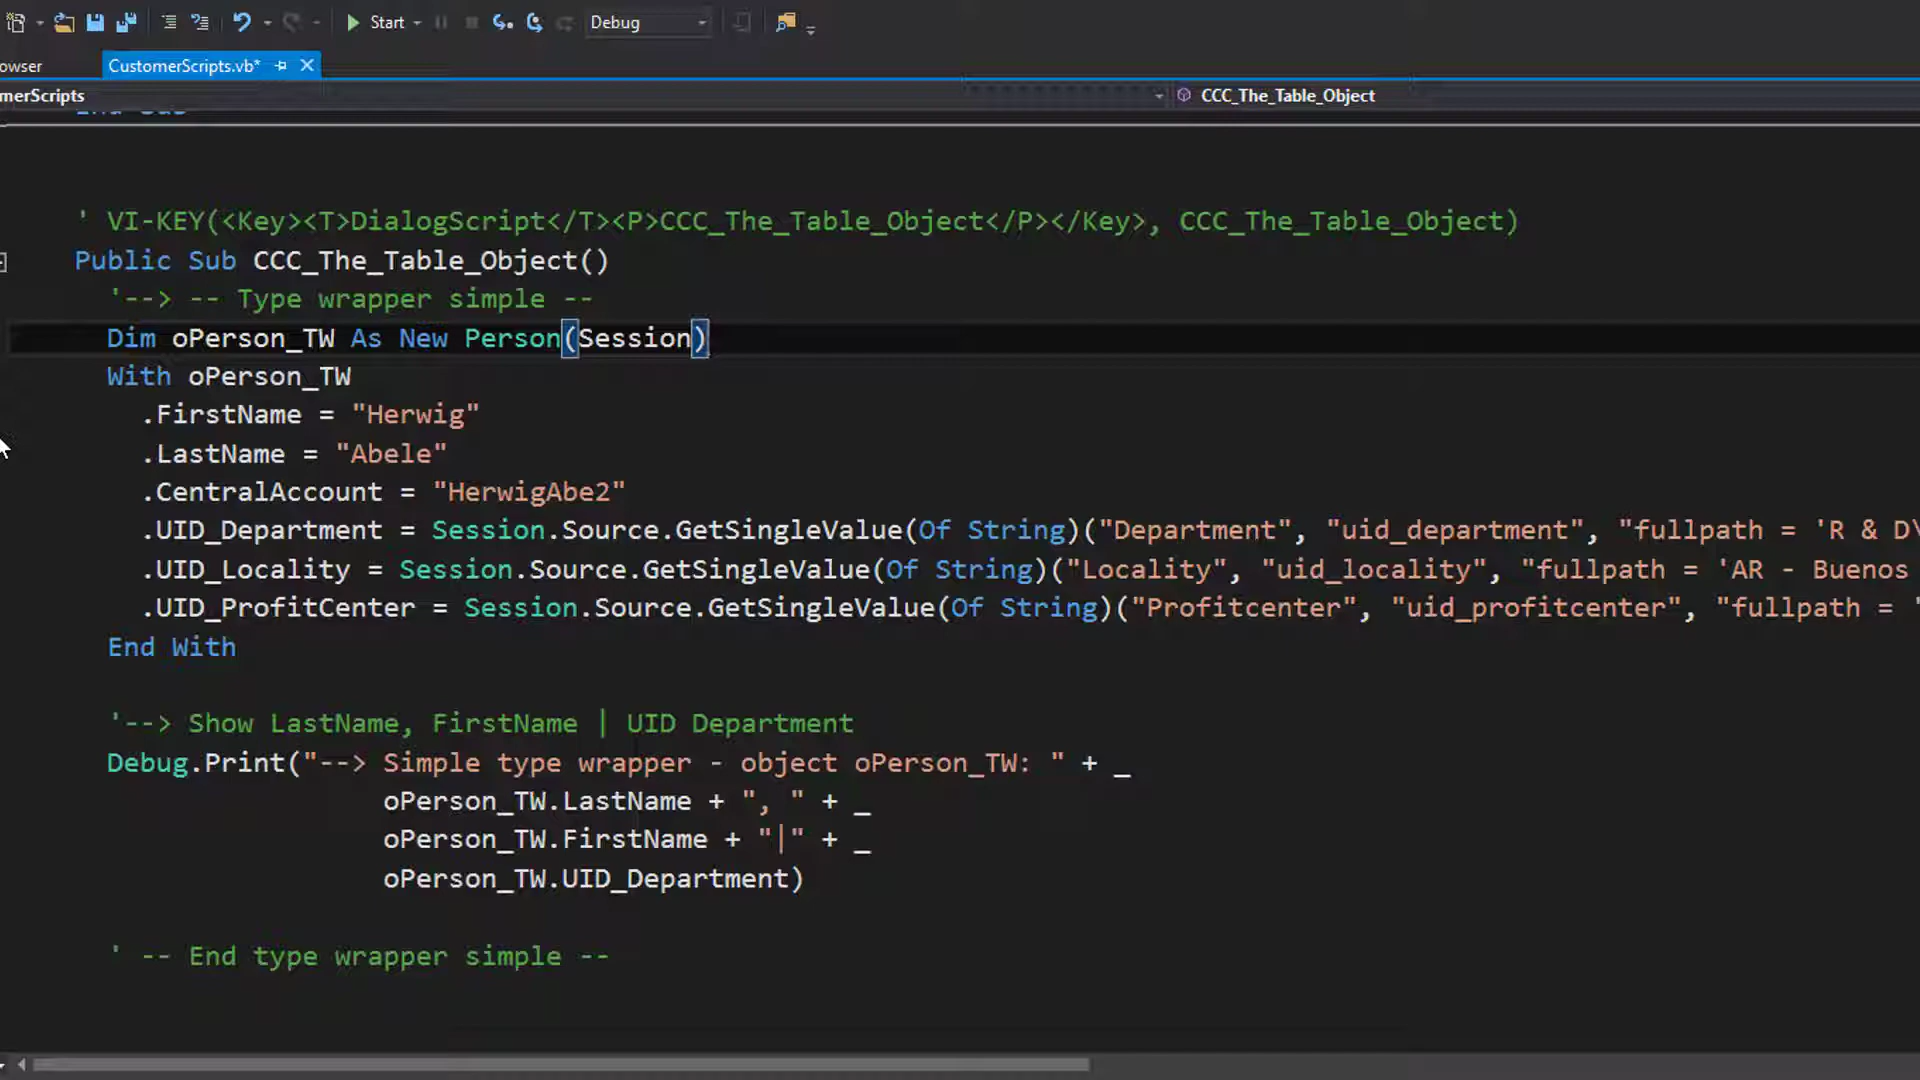 Start
Debug
owser
CustomerScripts.vb*
merScripts
CCC_The_Table_Object
End Sub
' VI-KEY(<Key><T>DialogScript</T><P>CCC_The_Table_Object</P></Key>, CCC_The_Table_Object)
Public Sub CCC_The_Table_Object()
'--> -- Type wrapper simple --
Dim oPerson_TW As New Person(Session)
With oPerson_TW
.FirstName = "Herwig"
.LastName = "Abele"
.CentralAccount = "HerwigAbe2"
.UID_Department = Session.Source.GetSingleValue(Of String)("Department", "uid_department", "fullpath = 'R & D\
.UID_Locality = Session.Source.GetSingleValue(Of String)("Locality", "uid_locality", "fullpath = 'AR - Buenos
.UID_ProfitCenter = Session.Source.GetSingleValue(Of String)("Profitcenter", "uid_profitcenter", "fullpath = '
End With
'--> Show LastName, FirstName | UID Department
Debug.Print("--> Simple type wrapper - object oPerson_TW: " + _
oPerson_TW.LastName + ", " + _
oPerson_TW.FirstName + "|" + _
oPerson_TW.UID_Department)
' -- End type wrapper simple --